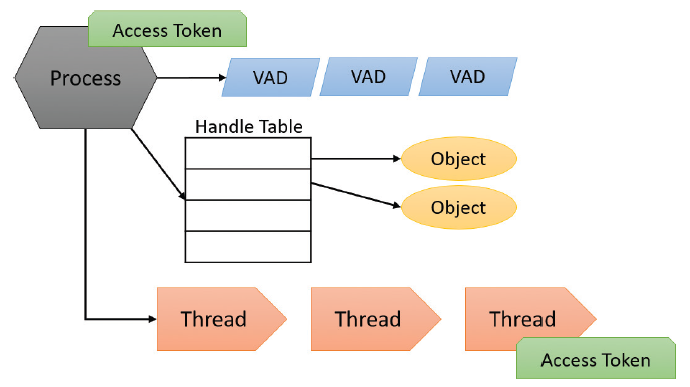 Access Token
Process
VAD
VAD
VAD
Handle Table
Object
Object
Thread
Thread
Thread
Access Token